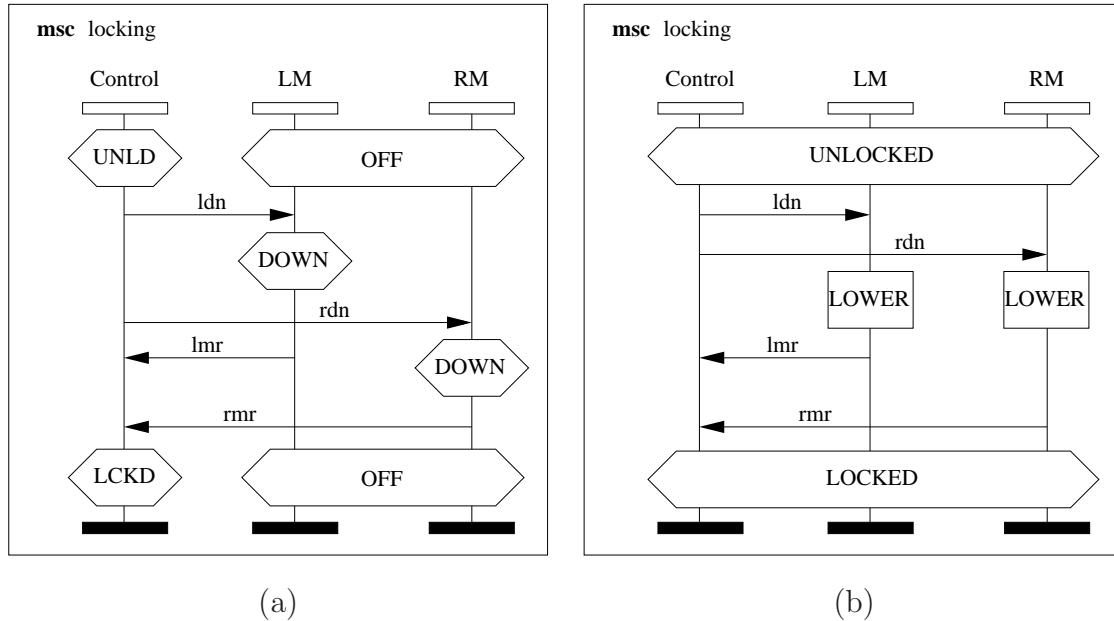 msc locking
Control LM RM
UNLD OFF
ldn
DOWN
rdn
lmr
DOWN
rmr
LCKD OFF
(a)
msc locking
Control LM RM
UNLOCKED
ldn
rdn
LOWER LOWER
lmr
rmr
LOCKED
(b)